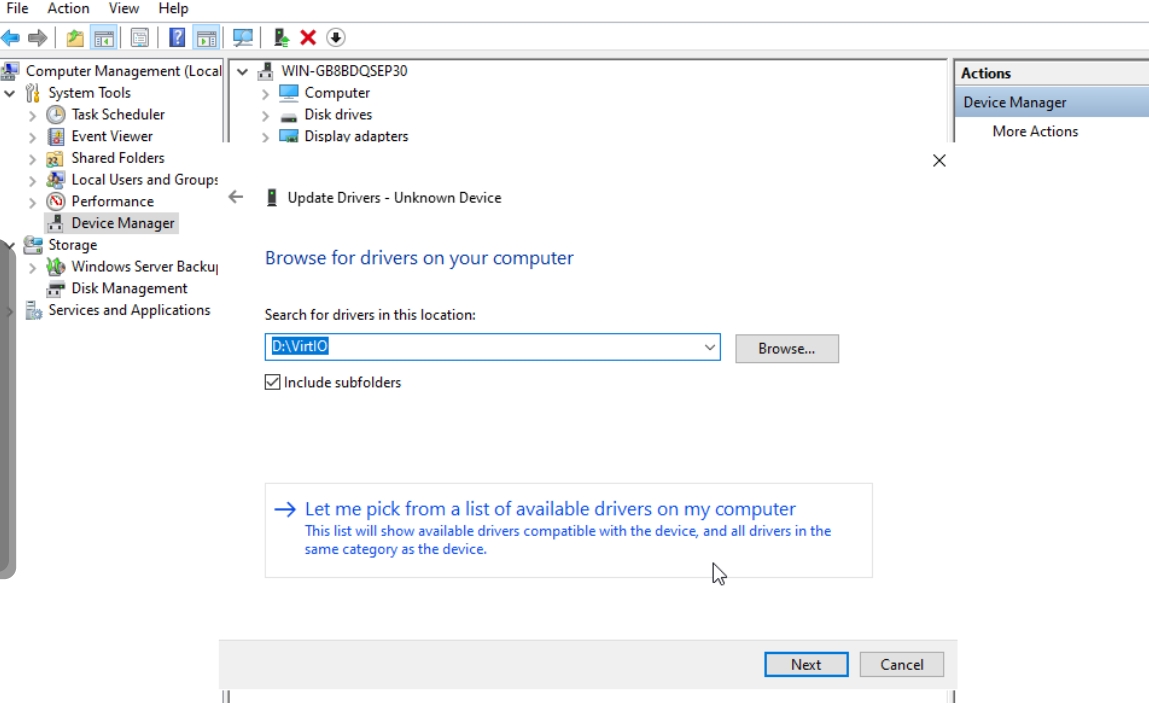 File Action View Help
Computer Management (Local
System Tools
Task Scheduler
Event Viewer
Shared Folders
Local Users and Groups
Performance
Device Manager
Storage
Windows Server Backup
Disk Management
Services and Applications
WIN-GB8BDQSEP30
Computer
Disk drives
Display adapters
Actions
Device Manager
More Actions
Update Drivers - Unknown Device
Browse for drivers on your computer
Search for drivers in this location:
D:\VirtIO
Browse...
Include subfolders
Let me pick from a list of available drivers on my computer
This list will show available drivers compatible with the device, and all drivers in the
same category as the device.
Next Cancel